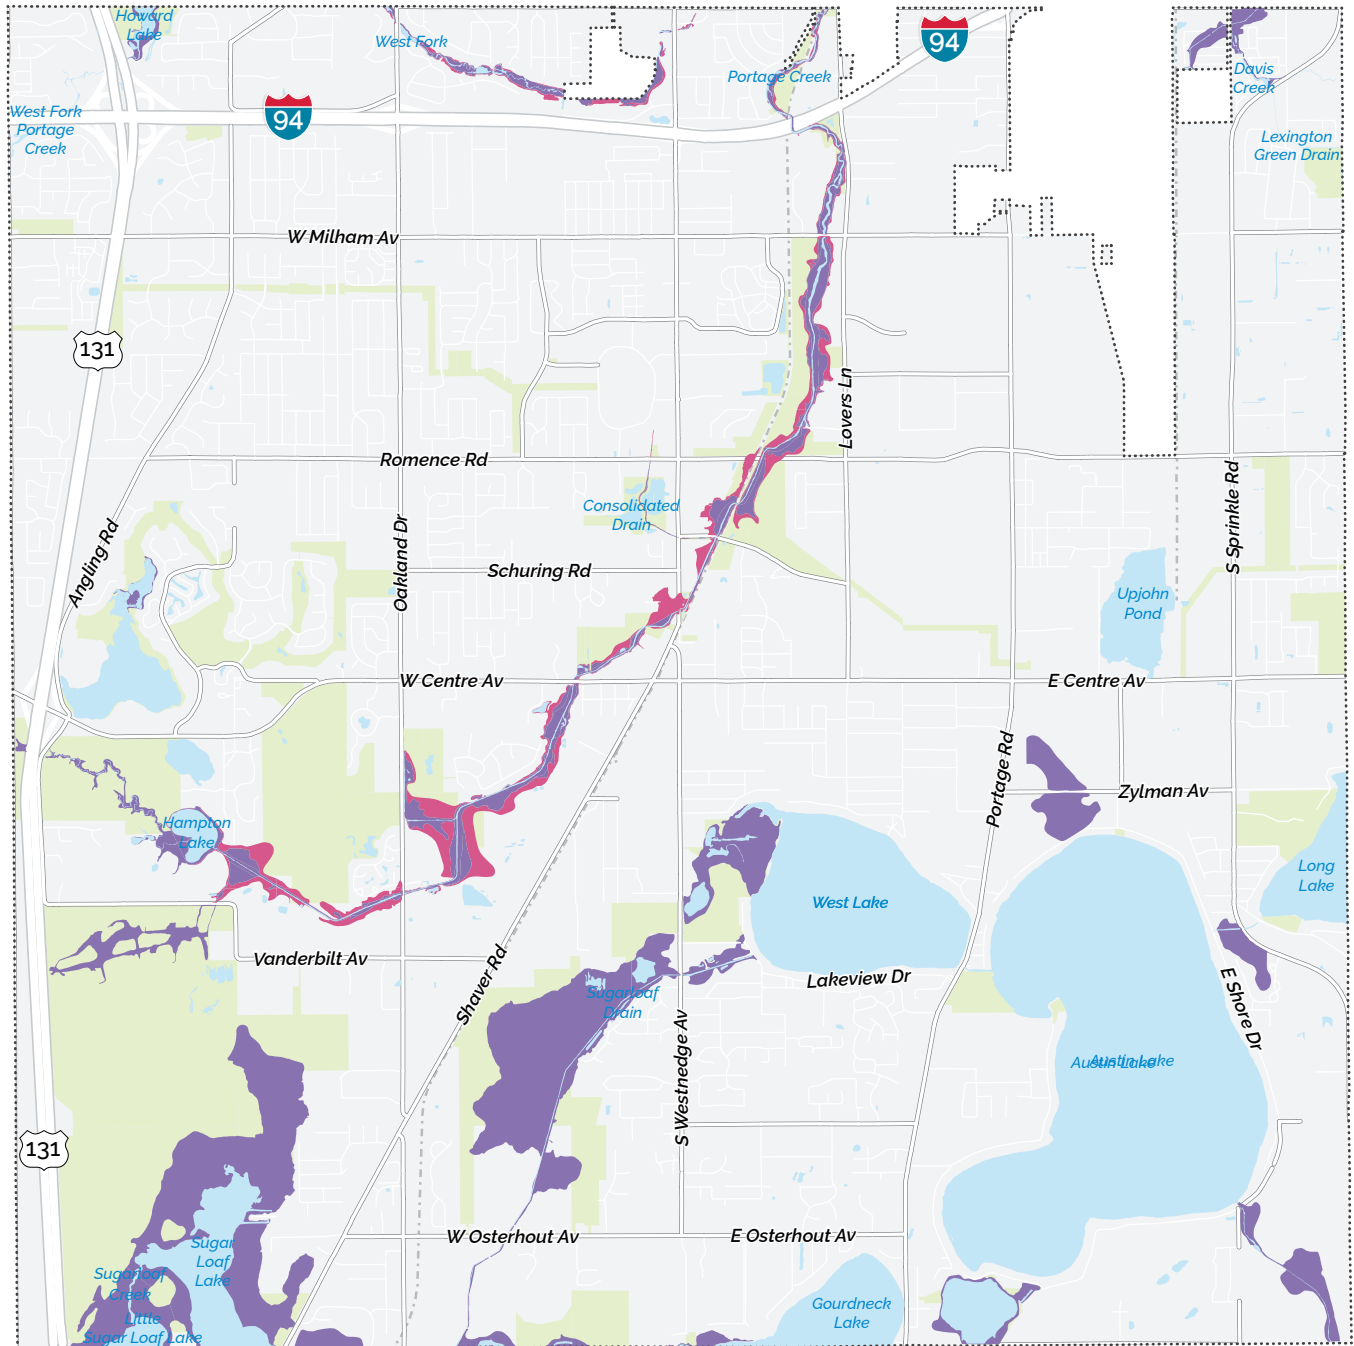 Howard
Lake
West Fork
94
Portage Creek
Davis
Creek
West Fork
Portage
Creek
94
Lexington
Green Drain
W Milham Av
131
Lovers Ln
Romence Rd
S Sprinkle Rd
Consolidated
Drain
Angling Rd
Oakland Dr
Schuring Rd
Upjohn
Pond
W Centre Av
E Centre Av
Portage Rd
Zylman Av
Hampton
Lake
Long
Lake
West Lake
Vanderbilt Av
Shaver Rd
Lakeview Dr
Sugarloaf
Drain
E Shore Dr
S Westnedge Av
Austin Lake
Austin Lake
131
W Osterhout Av
E Osterhout Av
Sugar
Loaf
Lake
Sugarloaf
Creek
Little
Sugar Loaf Lake
Gourdneck
Lake